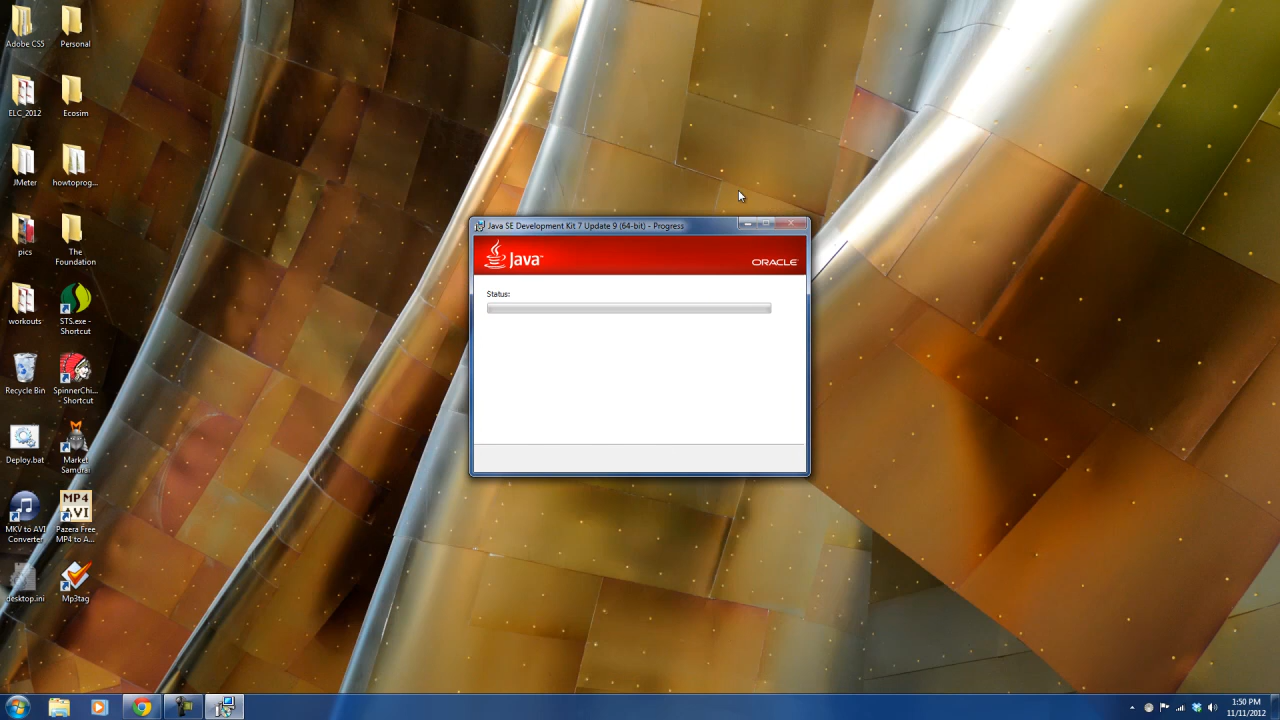 Adobe CS5
Personal
ELC_2012
Ecosim
JMeter
howtoprog...
pics
The
Foundation
workouts
STS.exe -
Shortcut
Recycle Bin
SpinnerChi...
- Shortcut
Deploy.bat
Market
Samurai
MKV to AVI
Converter
MP4
AVI
Pazera Free
MP4 to A...
desktop.ini
Mp3tag
Java SE Development Kit 7 Update 9 (64-bit) - Progress
Java™
ORACLE
Status:
1:50 PM
11/11/2012